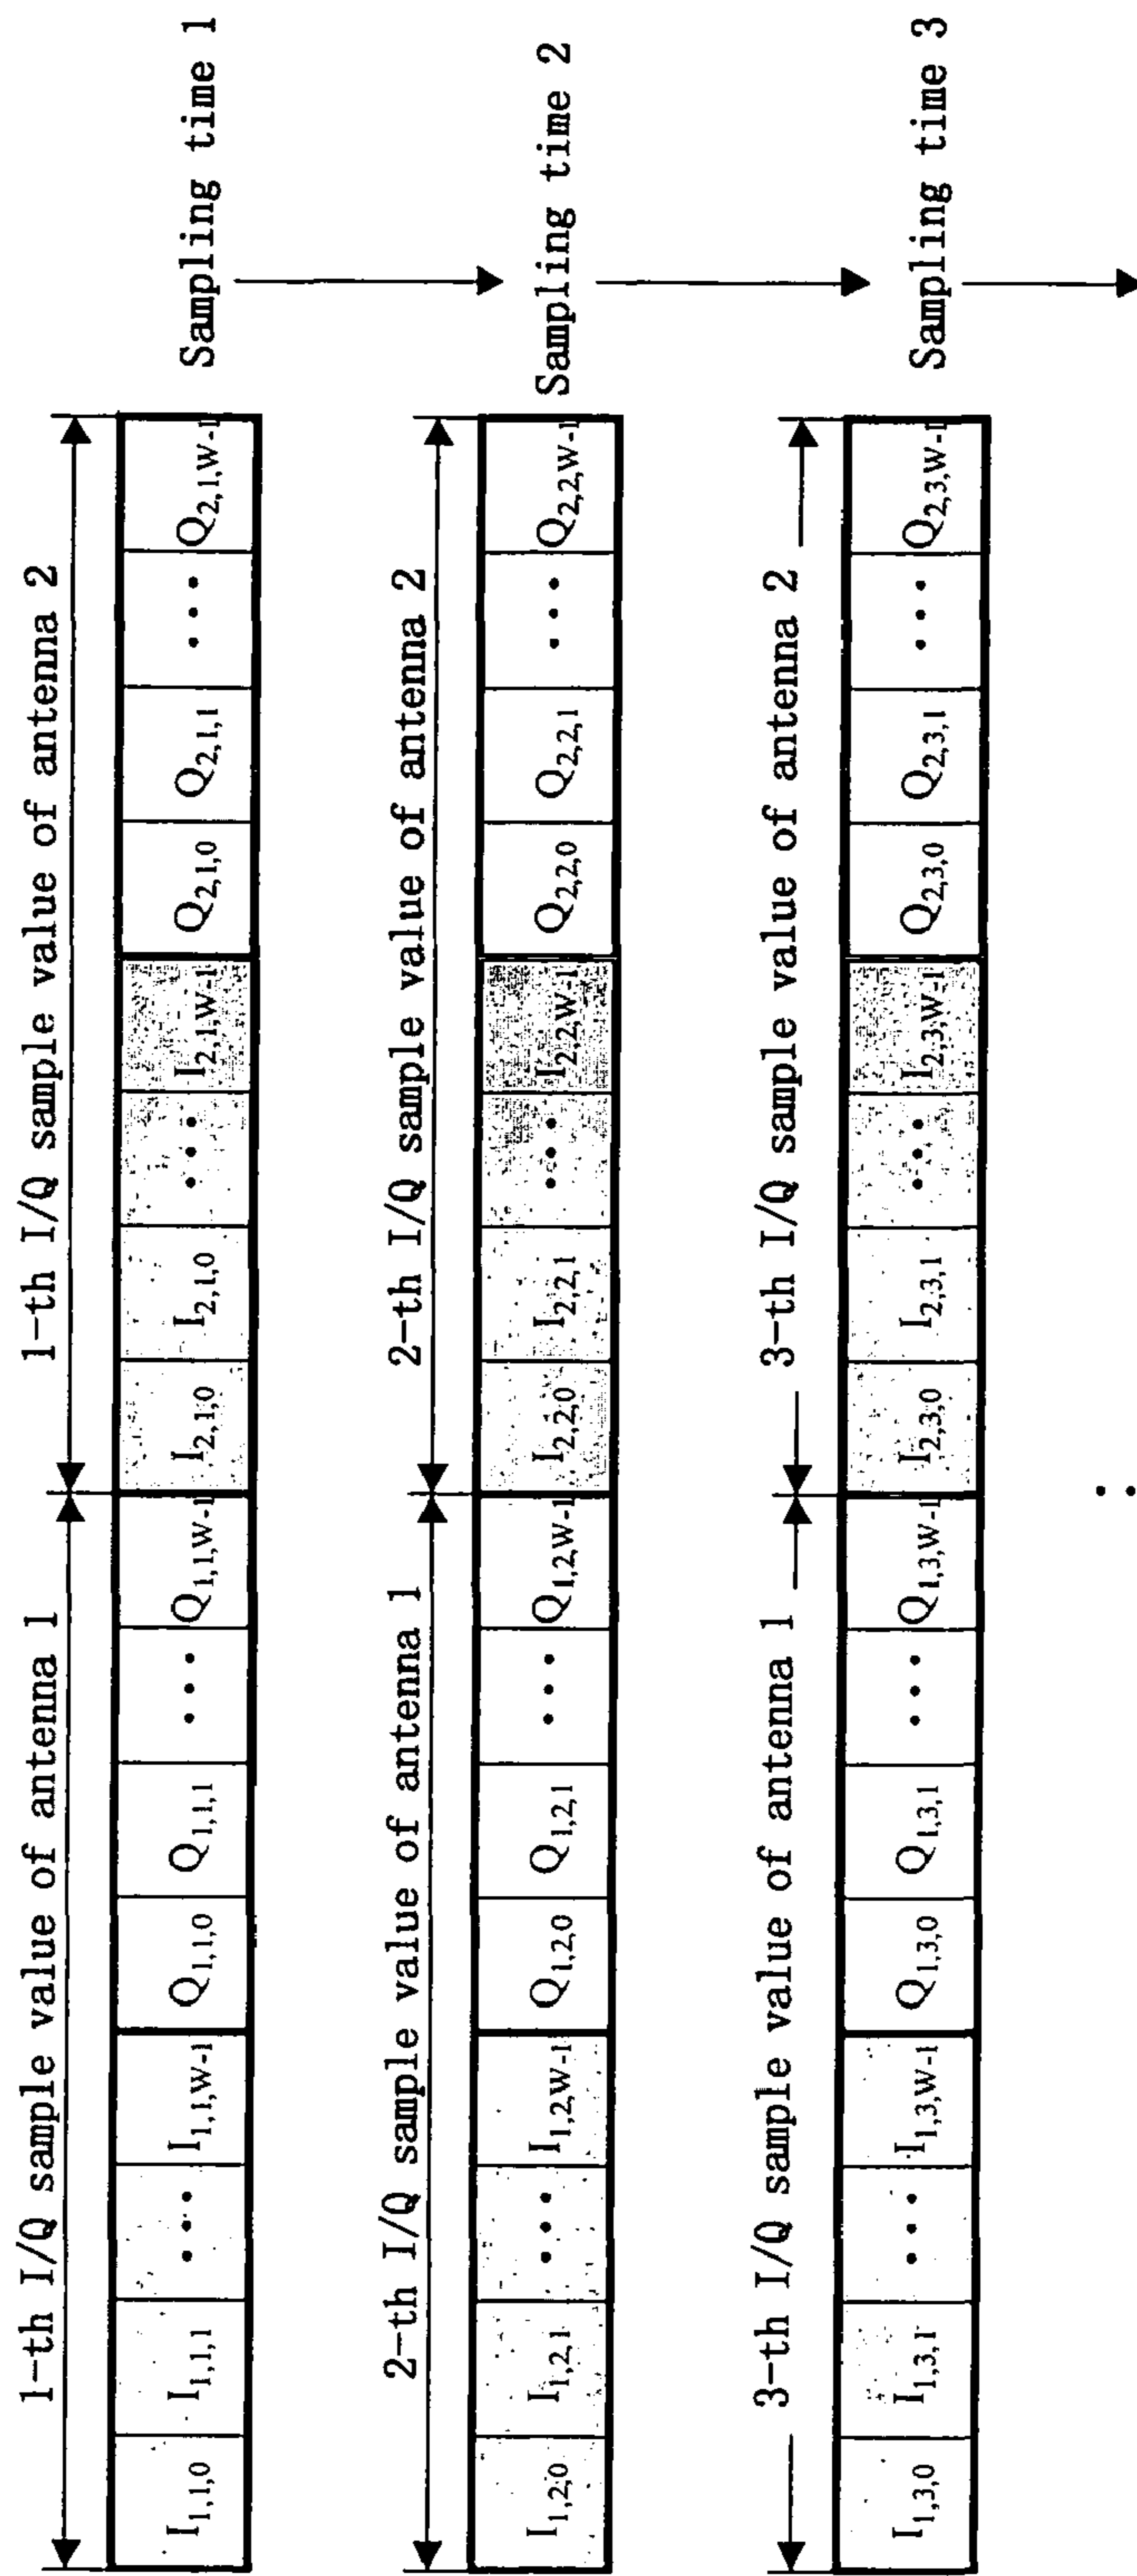 1-th I/Q sample value of antenna 1 1-th I/Q sample value of antenna 2
I1,1,0 I1,1,1 ••• I1,1,W-1 Q1,1,0 Q1,1,1 ••• Q1,1,W-1 I2,1,0 I2,1,0 ••• I2,1,W-1 Q2,1,0 Q2,1,1 ••• Q2,1,W-1 Sampling time 1
2-th I/Q sample value of antenna 1 2-th I/Q sample value of antenna 2
I1,2,0 I1,2,1 ••• I1,2,W-1 Q1,2,0 Q1,2,1 ••• Q1,2,W-1 I2,2,0 I2,2,1 ••• I2,2,W-1 Q2,2,0 Q2,2,1 ••• Q2,2,W-1 Sampling time 2
3-th I/Q sample value of antenna 1 3-th I/Q sample value of antenna 2
I1,3,0 I1,3,1 ••• I1,3,W-1 Q1,3,0 Q1,3,1 ••• Q1,3,W-1 I2,3,0 I2,3,1 ••• I2,3,W-1 Q2,3,0 Q2,3,1 ••• Q2,3,W-1 Sampling time 3